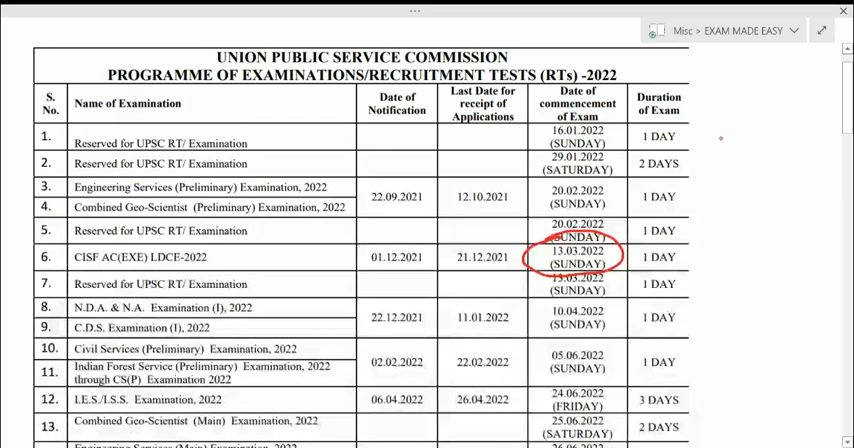 Misc > EXAM MADE EASY
UNION PUBLIC SERVICE COMMISSION
PROGRAMME OF EXAMINATIONS/RECRUITMENT TESTS (RTs) -2022
S. No. Name of Examination Date of Notification Last Date for receipt of Applications Date of commencement of Exam Duration of Exam
1. Reserved for UPSC RT/ Examination 16.01.2022 (SUNDAY) 1 DAY
2. Reserved for UPSC RT/ Examination 29.01.2022 (SATURDAY) 2 DAYS
3. Engineering Services (Preliminary) Examination, 2022 22.09.2021 12.10.2021 20.02.2022 (SUNDAY) 1 DAY
4. Combined Geo-Scientist (Preliminary) Examination, 2022
5. Reserved for UPSC RT/ Examination 20.02.2022 (SUNDAY) 1 DAY
6. CISF AC(EXE) LDCE-2022 01.12.2021 21.12.2021 13.03.2022 (SUNDAY) 1 DAY
7. Reserved for UPSC RT/ Examination 13.03.2022 (SUNDAY) 1 DAY
8. N.D.A. & N.A. Examination (I), 2022 22.12.2021 11.01.2022 10.04.2022 (SUNDAY) 1 DAY
9. C.D.S. Examination (I), 2022
10. Civil Services (Preliminary) Examination, 2022 02.02.2022 22.02.2022 05.06.2022 (SUNDAY) 1 DAY
11. Indian Forest Service (Preliminary) Examination, 2022 through CS(P) Examination 2022
12. I.E.S./I.S.S. Examination, 2022 06.04.2022 26.04.2022 24.06.2022 (FRIDAY) 3 DAYS
13. Combined Geo-Scientist (Main) Examination, 2022 25.06.2022 (SATURDAY) 2 DAYS
Engineering Services (Main) Examination, 2022 26.06.2022